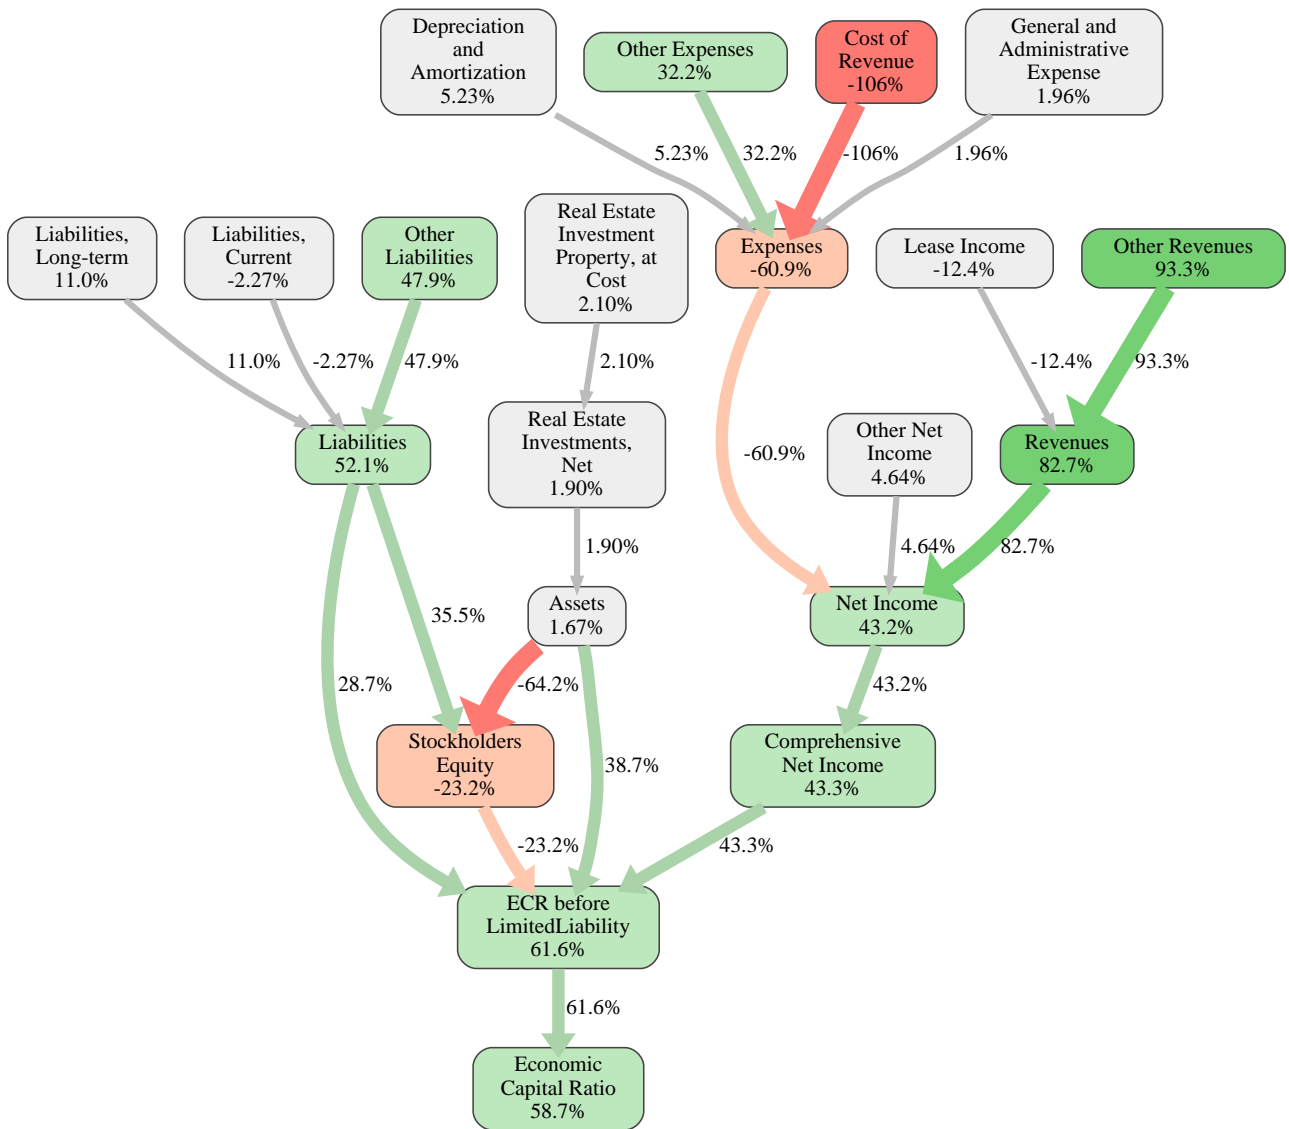 Depreciation
and
Amortization
5.23%
Other Expenses
32.2%
Cost of
Revenue
-106%
General and
Administrative
Expense
1.96%
5.23%
32.2%
-106%
1.96%
Liabilities,
Long-term
11.0%
Liabilities,
Current
-2.27%
Other
Liabilities
47.9%
Real Estate
Investment
Property, at
Cost
2.10%
Expenses
-60.9%
Lease Income
-12.4%
Other Revenues
93.3%
11.0%
-2.27%
47.9%
2.10%
-12.4%
93.3%
Liabilities
52.1%
Real Estate
Investments,
Net
1.90%
-60.9%
Other Net
Income
4.64%
Revenues
82.7%
1.90%
4.64%
82.7%
35.5%
Assets
1.67%
Net Income
43.2%
28.7%
-64.2%
43.2%
Stockholders
Equity
-23.2%
38.7%
Comprehensive
Net Income
43.3%
-23.2%
43.3%
ECR before
LimitedLiability
61.6%
61.6%
Economic
Capital Ratio
58.7%